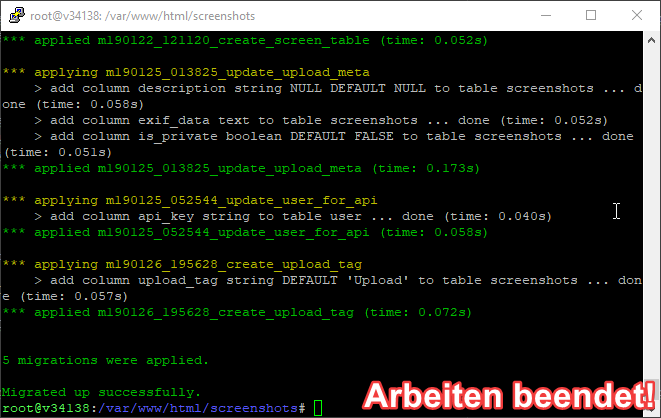 root@v34138: /var/www/html/screenshots
*** applied m190122_121120_create_screen_table (time: 0.052s)
*** applying m190125_013825_update_upload_meta
> add column description string NULL DEFAULT NULL to table screenshots ... d
one (time: 0.058s)
> add column exif_data text to table screenshots ... done (time: 0.052s)
> add column is_private boolean DEFAULT FALSE to table screenshots ... done
(time: 0.051s)
*** applied m190125_013825_update_upload_meta (time: 0.173s)
*** applying m190125_052544_update_user_for_api
> add column api_key string to table user ... done (time: 0.040s)
*** applied m190125_052544_update_user_for_api (time: 0.058s)
*** applying m190126_195628_create_upload_tag
> add column upload_tag string DEFAULT 'Upload' to table screenshots ... don
e (time: 0.057s)
*** applied m190126_195628_create_upload_tag (time: 0.072s)
5 migrations were applied.
Migrated up successfully.
root@v34138:/var/www/html/screenshots#
Arbeiten beendet!